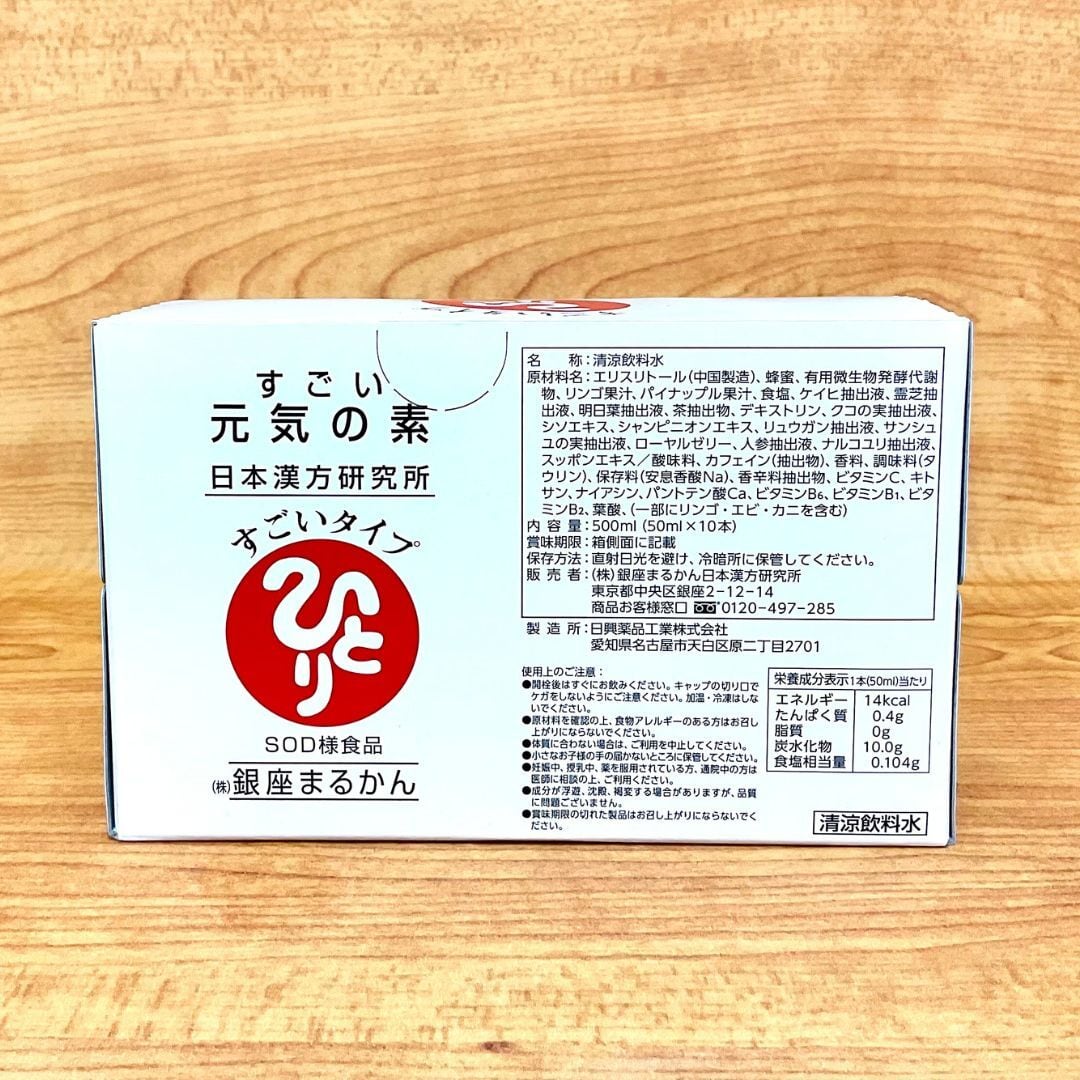 すごい
元気の素
日本漢方研究所
すごいタイプ
ひとり
SOD様食品
(株)銀座まるかん
名　　称：清涼飲料水
原材料名：エリスリトール(中国製造)、蜂蜜、有用微生物発酵代謝
物、リンゴ果汁、パイナップル果汁、食塩、ケイヒ抽出液、霊芝抽
出液、明日葉抽出液、茶抽出物、デキストリン、クコの実抽出液、
シソエキス、シャンピニオンエキス、リュウガン抽出液、サンシュ
ユの実抽出液、ローヤルゼリー、人参抽出液、ナルコユリ抽出液、
スッポンエキス／酸味料、カフェイン(抽出物)、香料、調味料(タ
ウリン)、保存料(安息香酸Na)、香辛料抽出物、ビタミンC、キト
サン、ナイアシン、パントテン酸Ca、ビタミンB₆、ビタミンB₁、ビタ
ミンB₂、葉酸、(一部にリンゴ・エビ・カニを含む)
内 容 量：500ml (50ml×10本)
賞味期限：箱側面に記載
保存方法：直射日光を避け、冷暗所に保管してください。
販 売 者：(株)銀座まるかん日本漢方研究所
東京都中央区銀座2-12-14
商品お客様窓口 0120-497-285
製 造 所：日興薬品工業株式会社
愛知県名古屋市天白区原二丁目2701
使用上のご注意：
●開栓後はすぐにお飲みください。キャップの切り口で
ケガをしないようにご注意ください。加温・冷凍はしな
いでください。
●原材料を確認の上、食物アレルギーのある方はお召し
上がりにならないでください。
●体質に合わない場合は、ご利用を中止してください。
●小さなお子様の手の届かないところに保管してください。
●妊娠中、授乳中、薬を服用されている方、通院中の方は
医師に相談の上、ご利用ください。
●成分が浮遊、沈殿、褐変する場合がありますが、品質
に問題ございません。
●賞味期限の切れた製品はお召し上がりにならないでく
ださい。
栄養成分表示1本(50ml)当たり
エネルギー 14kcal
たんぱく質 0.4g
脂質 0g
炭水化物 10.0g
食塩相当量 0.104g
清涼飲料水